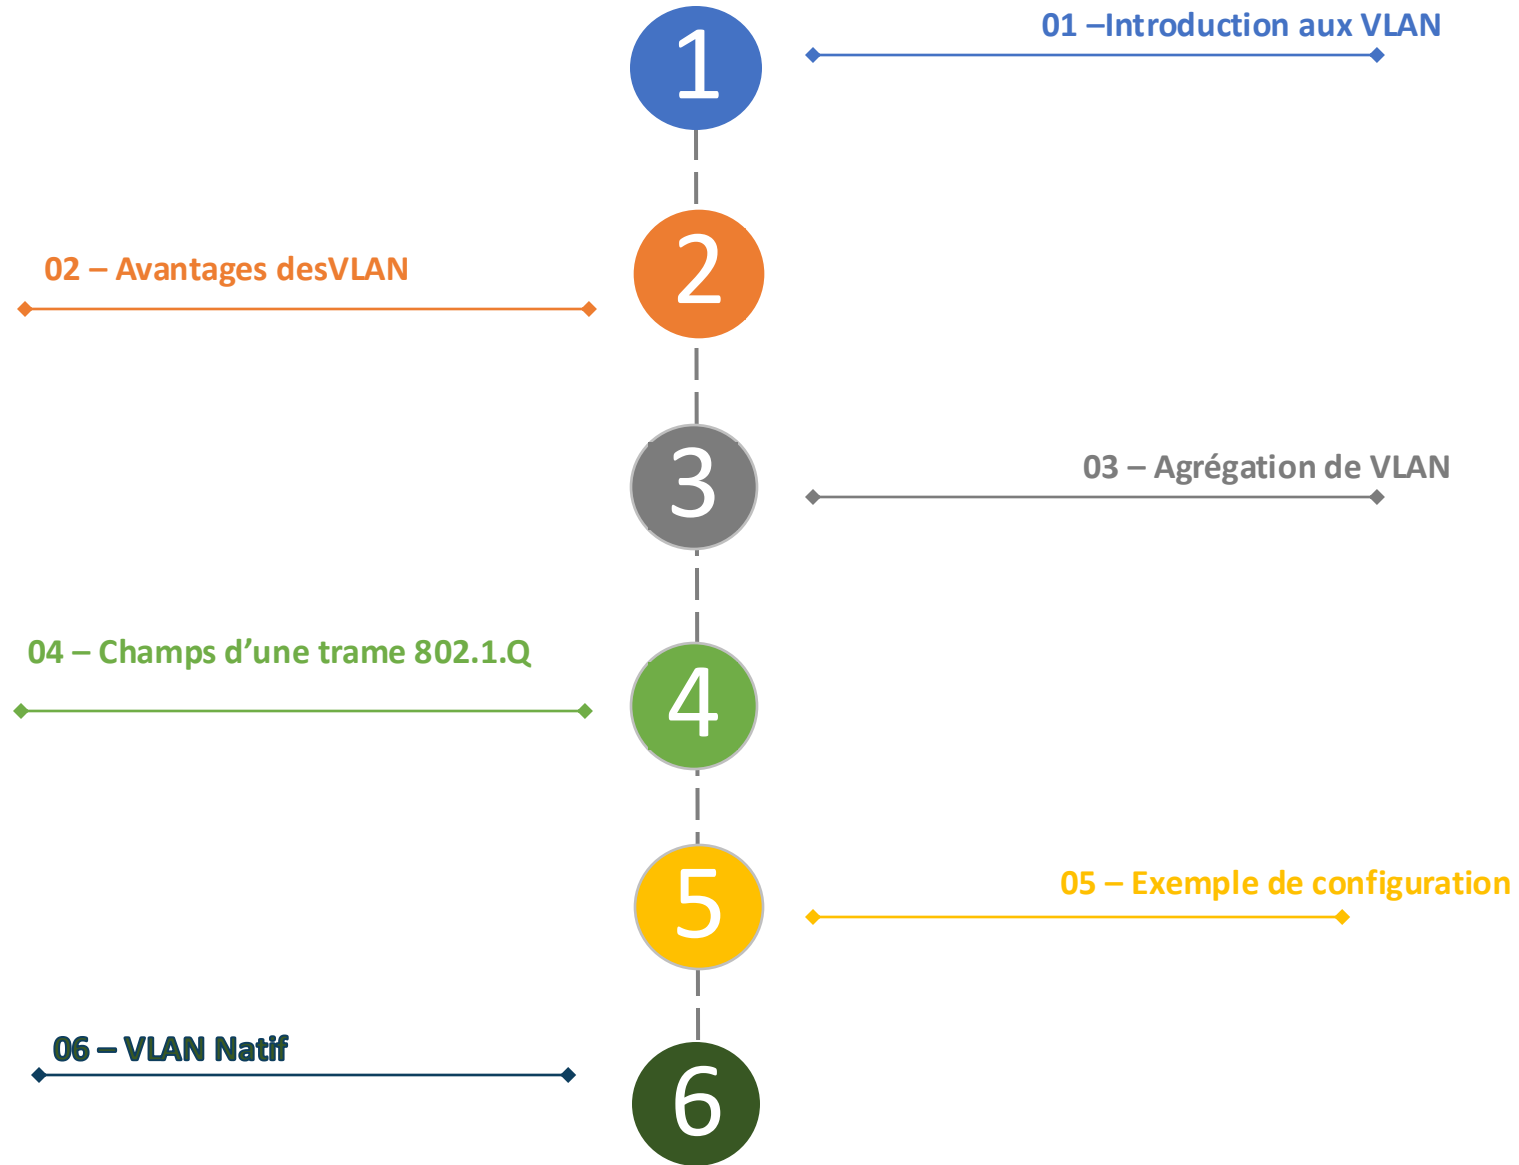 1
01 –Introduction aux VLAN
2
02 – Avantages desVLAN
3
03 – Agrégation de VLAN
4
04 – Champs d’une trame 802.1.Q
5
05 – Exemple de configuration
6
06 – VLAN Natif